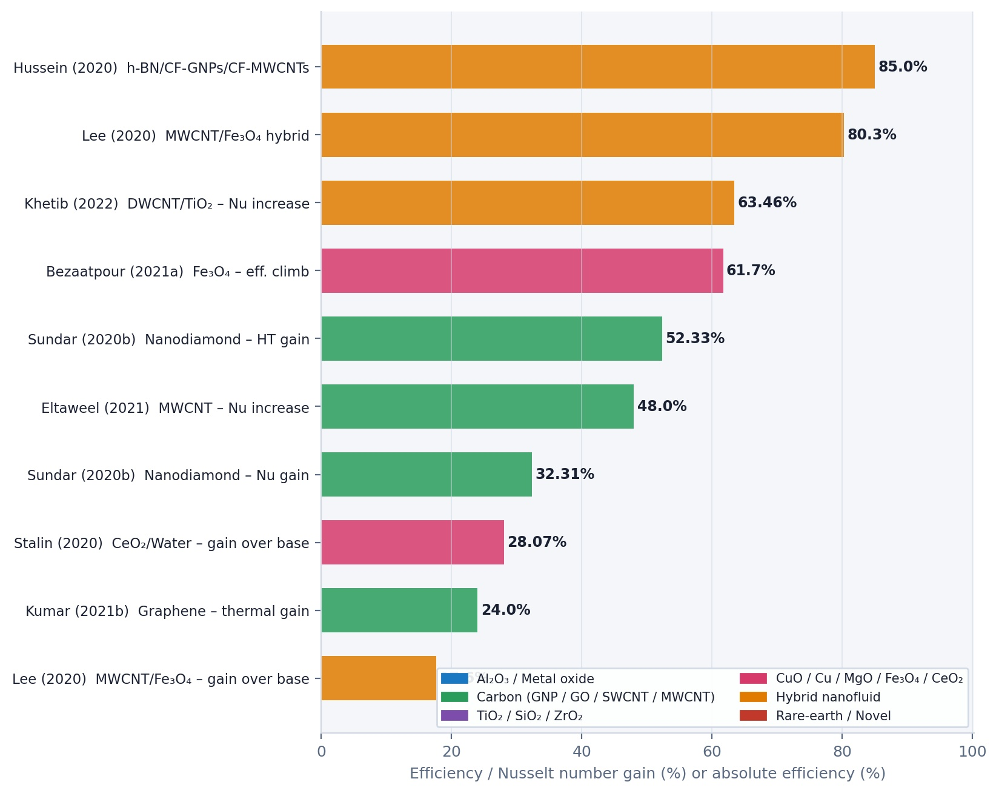 Hussein (2020)  h-BN/CF-GNPs/CF-MWCNTs
85.0%
Lee (2020)  MWCNT/Fe₃O₄ hybrid
80.3%
Khetib (2022)  DWCNT/TiO₂ – Nu increase
63.46%
Bezaatpour (2021a)  Fe₃O₄ – eff. climb
61.7%
Sundar (2020b)  Nanodiamond – HT gain
52.33%
Eltaweel (2021)  MWCNT – Nu increase
48.0%
Sundar (2020b)  Nanodiamond – Nu gain
32.31%
Stalin (2020)  CeO₂/Water – gain over base
28.07%
Kumar (2021b)  Graphene – thermal gain
24.0%
Lee (2020)  MWCNT/Fe₃O₄ – gain over base
Al₂O₃ / Metal oxide
Carbon (GNP / GO / SWCNT / MWCNT)
TiO₂ / SiO₂ / ZrO₂
CuO / Cu / MgO / Fe₃O₄ / CeO₂
Hybrid nanofluid
Rare-earth / Novel
0 20 40 60 80 100
Efficiency / Nusselt number gain (%) or absolute efficiency (%)